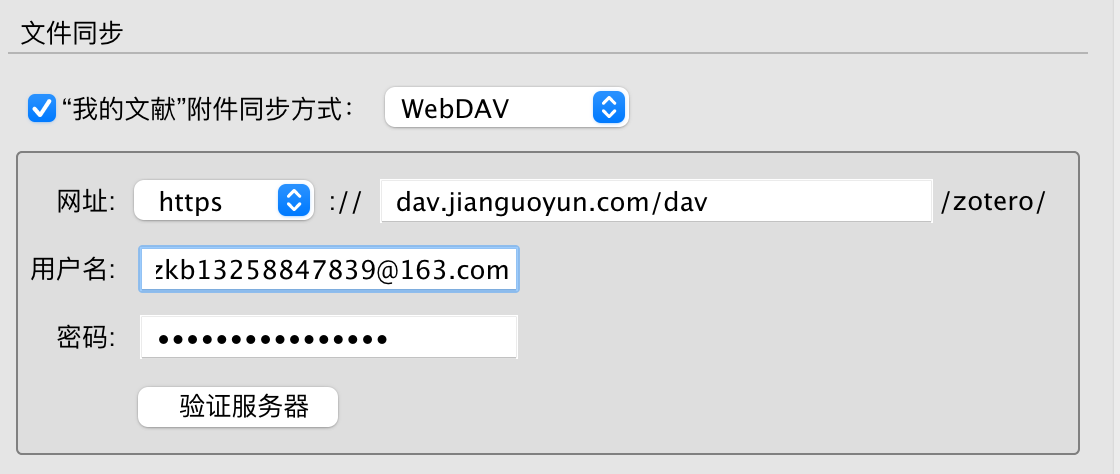 文件同步
“我的文献”附件同步方式： WebDAV
网址: https :// dav.jianguoyun.com/dav /zotero/
用户名: zkb13258847839@163.com
密码: ••••••••••••••••
验证服务器